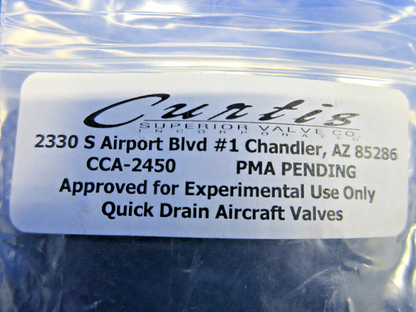 Curtis
SUPERIOR VALVE CO.
INCORPORATED
2330 S Airport Blvd #1 Chandler, AZ 85286
CCA-2450 PMA PENDING
Approved for Experimental Use Only
Quick Drain Aircraft Valves